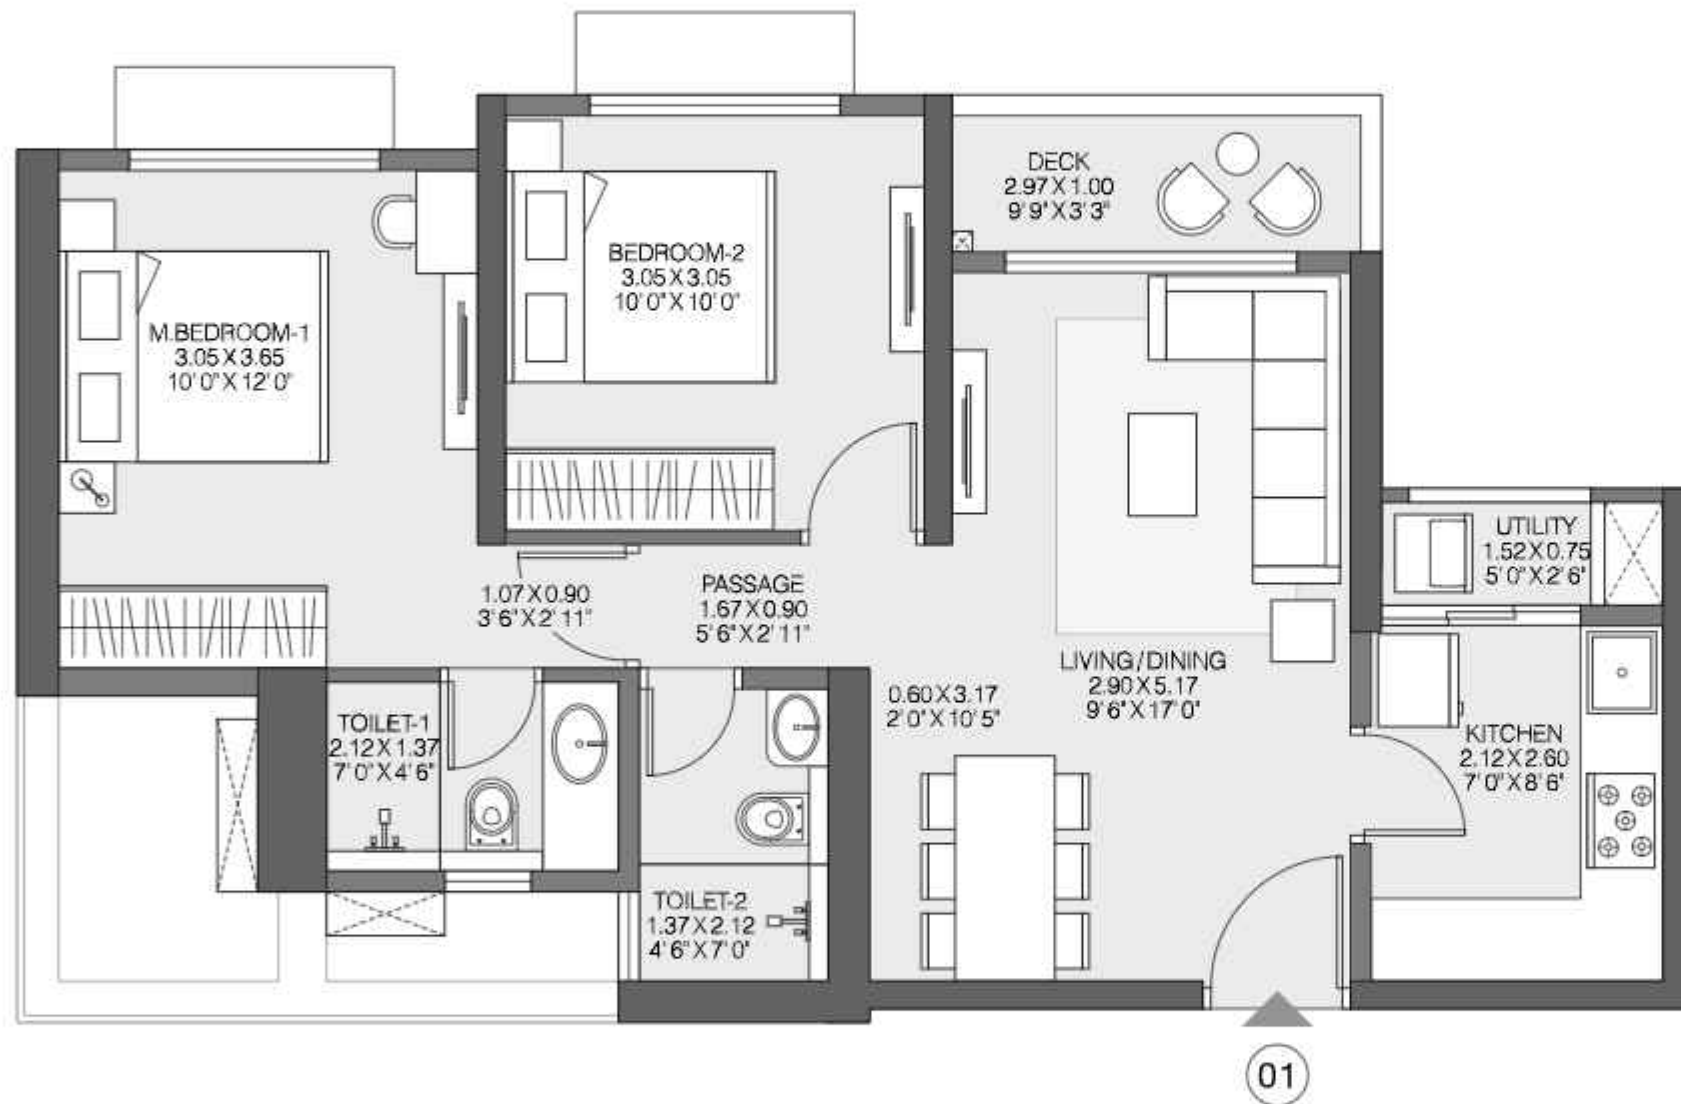 DECK
2.97 X 1.00
9'9" X 3'3"
BEDROOM-2
3.05 X 3.05
10'0" X 10'0"
M.BEDROOM-1
3.05 X 3.65
10'0" X 12'0"
UTILITY
1.52 X 0.75
5'0" X 2'6"
1.07 X 0.90
3'6" X 2'11"
PASSAGE
1.67 X 0.90
5'6" X 2'11"
LIVING/DINING
2.90 X 5.17
9'6" X 17'0"
0.60 X 3.17
2'0" X 10'5"
TOILET-1
2.12 X 1.37
7'0" X 4'6"
KITCHEN
2.12 X 2.60
7'0" X 8'6"
TOILET-2
1.37 X 2.12
4'6" X 7'0"
01